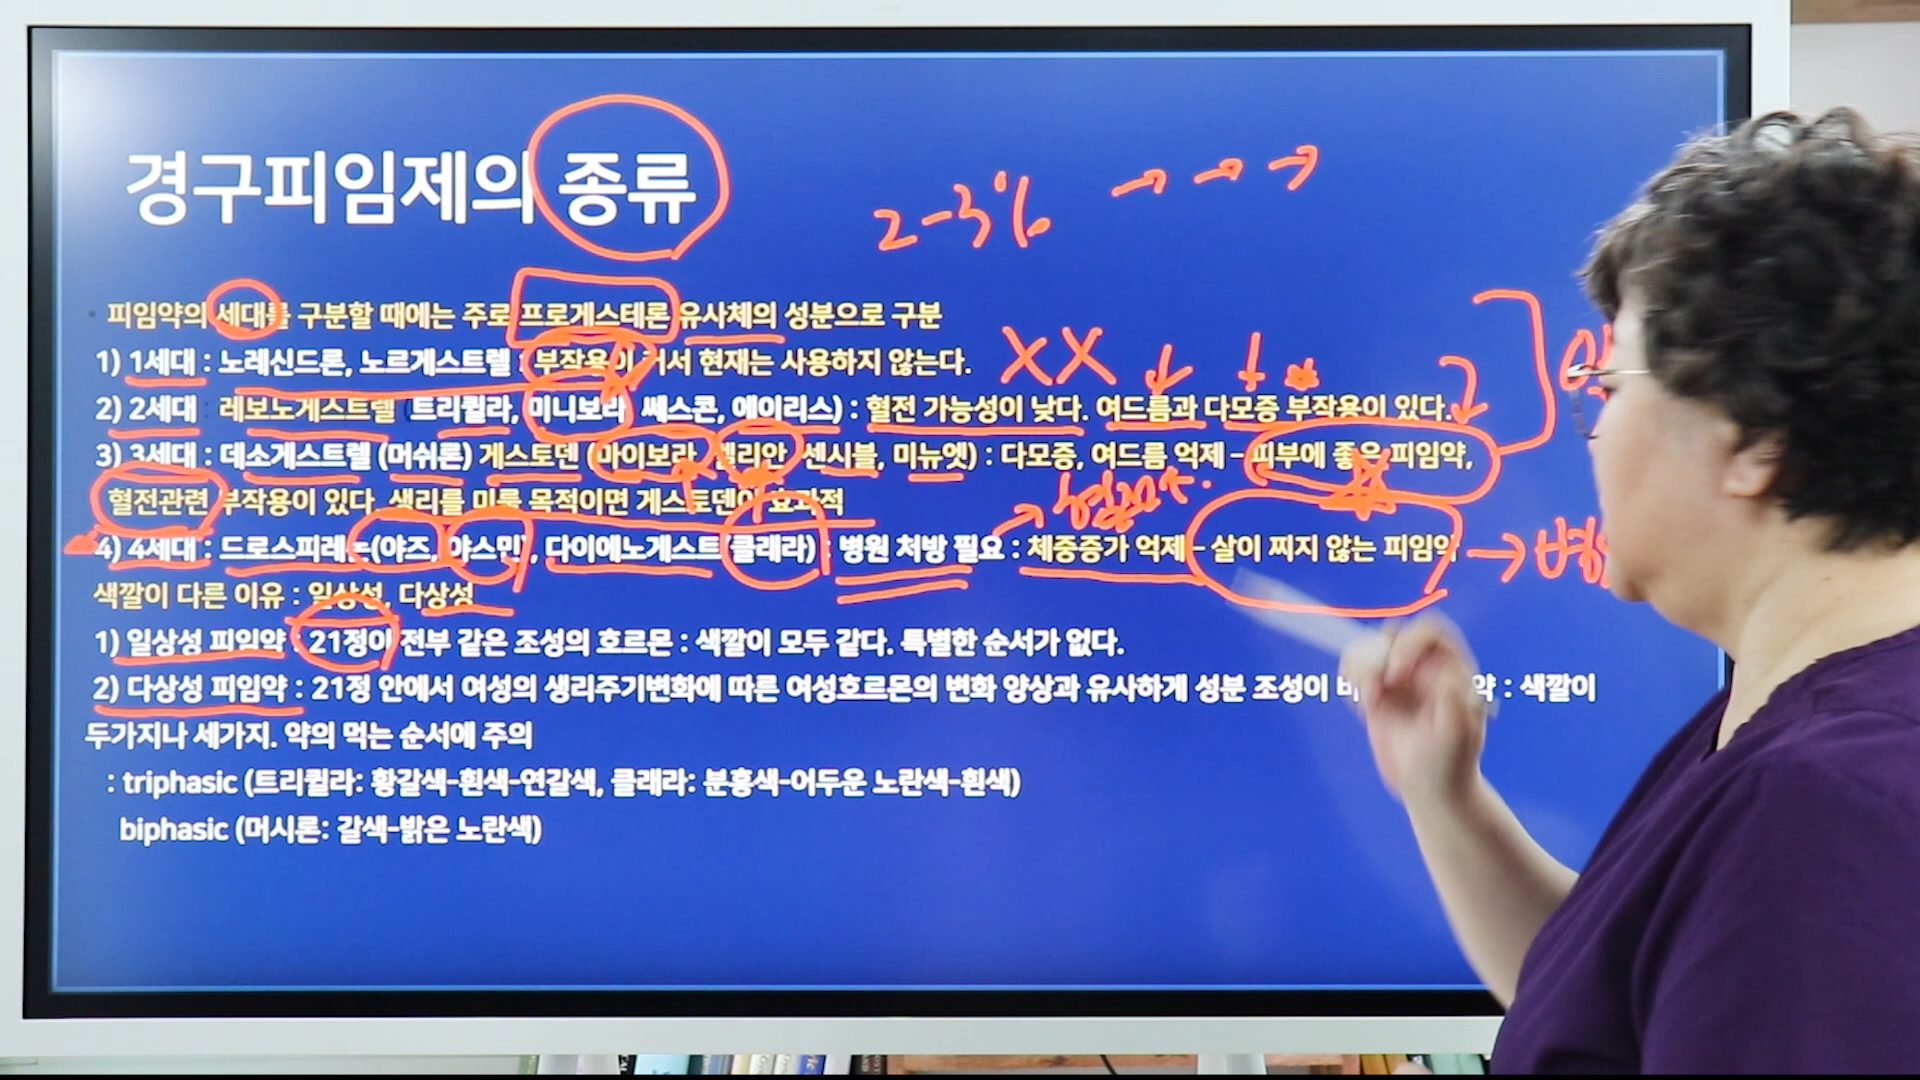 경구피임제의 종류
2-3%
피임약의 세대를 구분할 때에는 주로 프로게스테론 유사체의 성분으로 구분
1) 1세대 : 노레신드론, 노르게스트렐 : 부작용이 커서 현재는 사용하지 않는다.
XX
2) 2세대 : 레보노게스트렐 (트리퀼라, 미니보라, 쎄스콘, 에이리스) : 혈전 가능성이 낮다. 여드름과 다모증 부작용이 있다.
3) 3세대 : 데소게스트렐 (머쉬론) 게스토덴 (마이보라, 멜리안, 센시블, 미뉴엣) : 다모증, 여드름 억제 - 피부에 좋은 피임약,
혈전관련 부작용이 있다. 생리를 미룰 목적이면 게스토덴이 효과적
4) 4세대 : 드로스피레논(야즈, 야스민), 다이에노게스트(클래라) : 병원 처방 필요 : 체중증가 억제 - 살이 찌지 않는 피임약
색깔이 다른 이유 : 일상성, 다상성
1) 일상성 피임약 : 21정이 전부 같은 조성의 호르몬 : 색깔이 모두 같다. 특별한 순서가 없다.
2) 다상성 피임약 : 21정 안에서 여성의 생리주기변화에 따른 여성호르몬의 변화 양상과 유사하게 성분 조성이 약 : 색깔이
두가지나 세가지. 약의 먹는 순서에 주의
: triphasic (트리퀼라: 황갈색-흰색-연갈색, 클래라: 분홍색-어두운 노란색-흰색)
biphasic (머시론: 갈색-밝은 노란색)